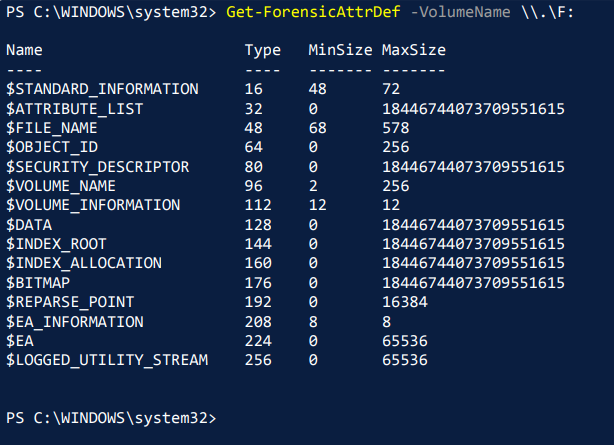 PS C:\WINDOWS\system32> Get-ForensicAttrDef -VolumeName \\.\F:
Name Type MinSize MaxSize
---- ---- ------- -------
$STANDARD_INFORMATION 16 48 72
$ATTRIBUTE_LIST 32 0 18446744073709551615
$FILE_NAME 48 68 578
$OBJECT_ID 64 0 256
$SECURITY_DESCRIPTOR 80 0 18446744073709551615
$VOLUME_NAME 96 2 256
$VOLUME_INFORMATION 112 12 12
$DATA 128 0 18446744073709551615
$INDEX_ROOT 144 0 18446744073709551615
$INDEX_ALLOCATION 160 0 18446744073709551615
$BITMAP 176 0 18446744073709551615
$REPARSE_POINT 192 0 16384
$EA_INFORMATION 208 8 8
$EA 224 0 65536
$LOGGED_UTILITY_STREAM 256 0 65536
PS C:\WINDOWS\system32>